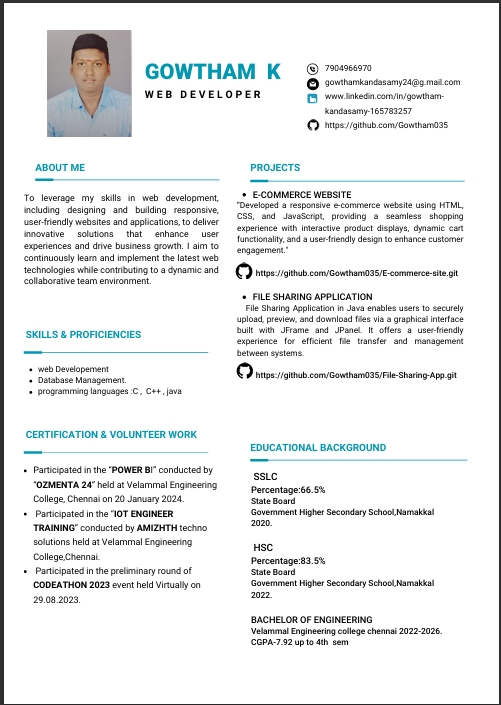 GOWTHAM K
WEB DEVELOPER
7904966970
gowthamkandasamy24@g.mail.com
www.linkedin.com/in/gowtham-
kandasamy-165783257
https://github.com/Gowtham035
ABOUT ME
To leverage my skills in web development,
including designing and building responsive,
user-friendly websites and applications, to deliver
innovative solutions that enhance user
experiences and drive business growth. I aim to
continuously learn and implement the latest web
technologies while contributing to a dynamic and
collaborative team environment.
SKILLS & PROFICIENCIES
• web Developement
• Database Management.
• programming languages :C , C++ , java
CERTIFICATION & VOLUNTEER WORK
• Participated in the “POWER BI” conducted by
“OZMENTA 24” held at Velammal Engineering
College, Chennai on 20 January 2024.
• Participated in the “IOT ENGINEER
TRAINING” conducted by AMIZHTH techno
solutions held at Velammal Engineering
College,Chennai.
• Participated in the preliminary round of
CODEATHON 2023 event held Virtually on
29.08.2023.
PROJECTS
• E-COMMERCE WEBSITE
"Developed a responsive e-commerce website using HTML,
CSS, and JavaScript, providing a seamless shopping
experience with interactive product displays, dynamic cart
functionality, and a user-friendly design to enhance customer
engagement."
https://github.com/Gowtham035/E-commerce-site.git
• FILE SHARING APPLICATION
File Sharing Application in Java enables users to securely
upload, preview, and download files via a graphical interface
built with JFrame and JPanel. It offers a user-friendly
experience for efficient file transfer and management
between systems.
https://github.com/Gowtham035/File-Sharing-App.git
EDUCATIONAL BACKGROUND
SSLC
Percentage:66.5%
State Board
Government Higher Secondary School,Namakkal
2020.
HSC
Percentage:83.5%
State Board
Government Higher Secondary School,Namakkal
2022.
BACHELOR OF ENGINEERING
Velammal Engineering college chennai 2022-2026.
CGPA-7.92 up to 4th sem